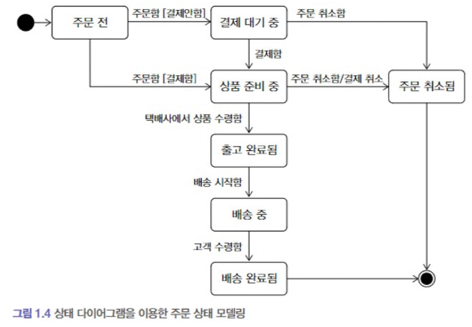 주문 전
주문함 [결제안함]
결제 대기 중
주문 취소함
결제함
주문함 [결제함]
상품 준비 중
주문 취소함/결제 취소
주문 취소됨
택배사에서 상품 수령함
출고 완료됨
배송 시작함
배송 중
고객 수령함
배송 완료됨
그림 1.4 상태 다이어그램을 이용한 주문 상태 모델링